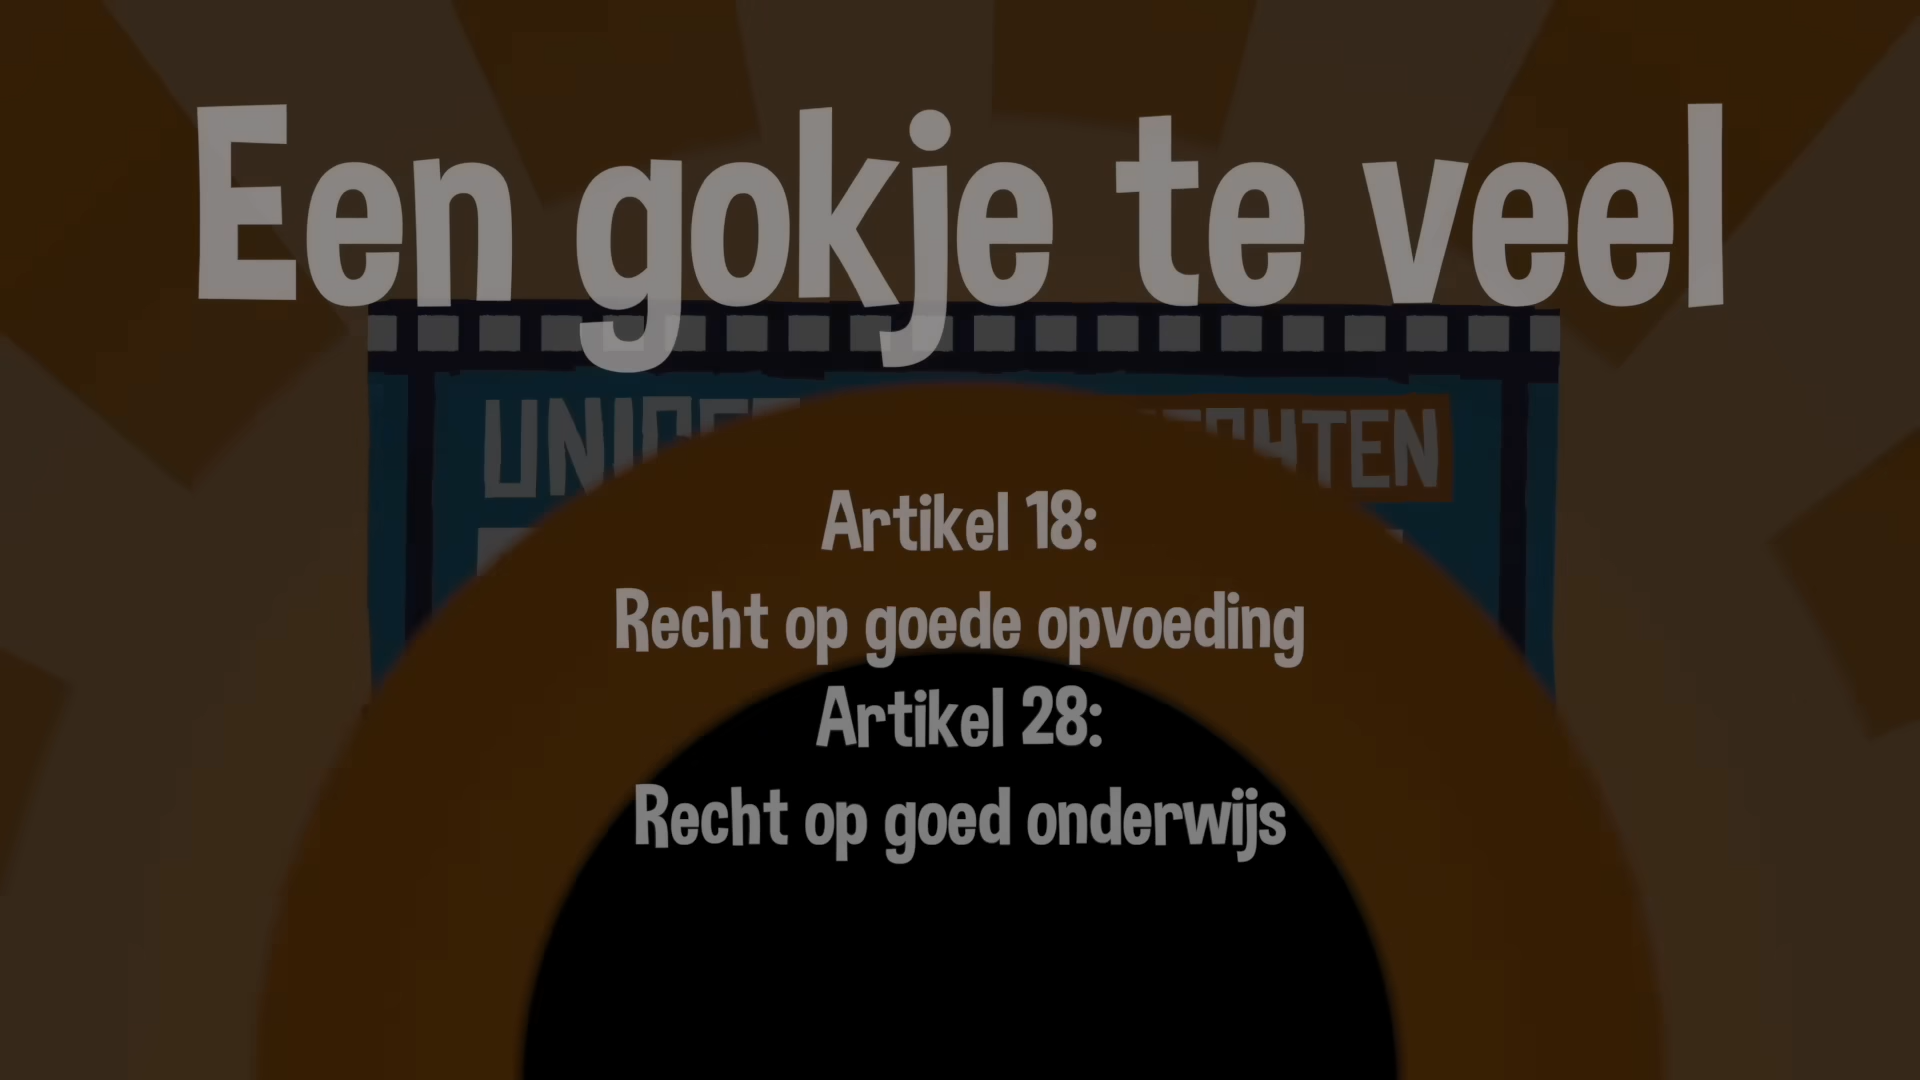 Een gokje te veel
Artikel 18:
Recht op goede opvoeding
Artikel 28:
Recht op goed onderwijs